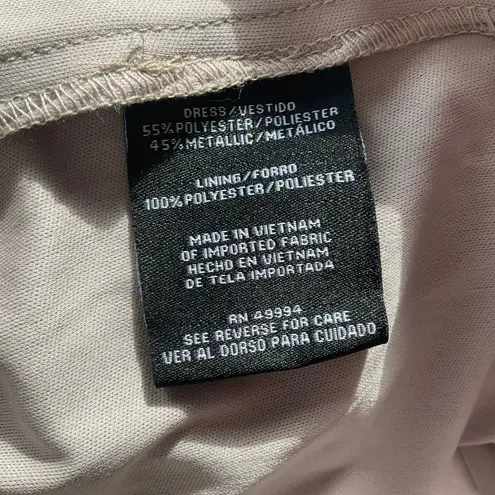 DRESS/VESTIDO
55%POLYESTER/POLIESTER
45%METALLIC/METÁLICO
LINING/FORRO
100%POLYESTER/POLIESTER
MADE IN VIETNAM
OF IMPORTED FABRIC
HECHO EN VIETNAM
DE TELA IMPORTADA
RN 49994
SEE REVERSE FOR CARE
VER AL DORSO PARA CUIDADO